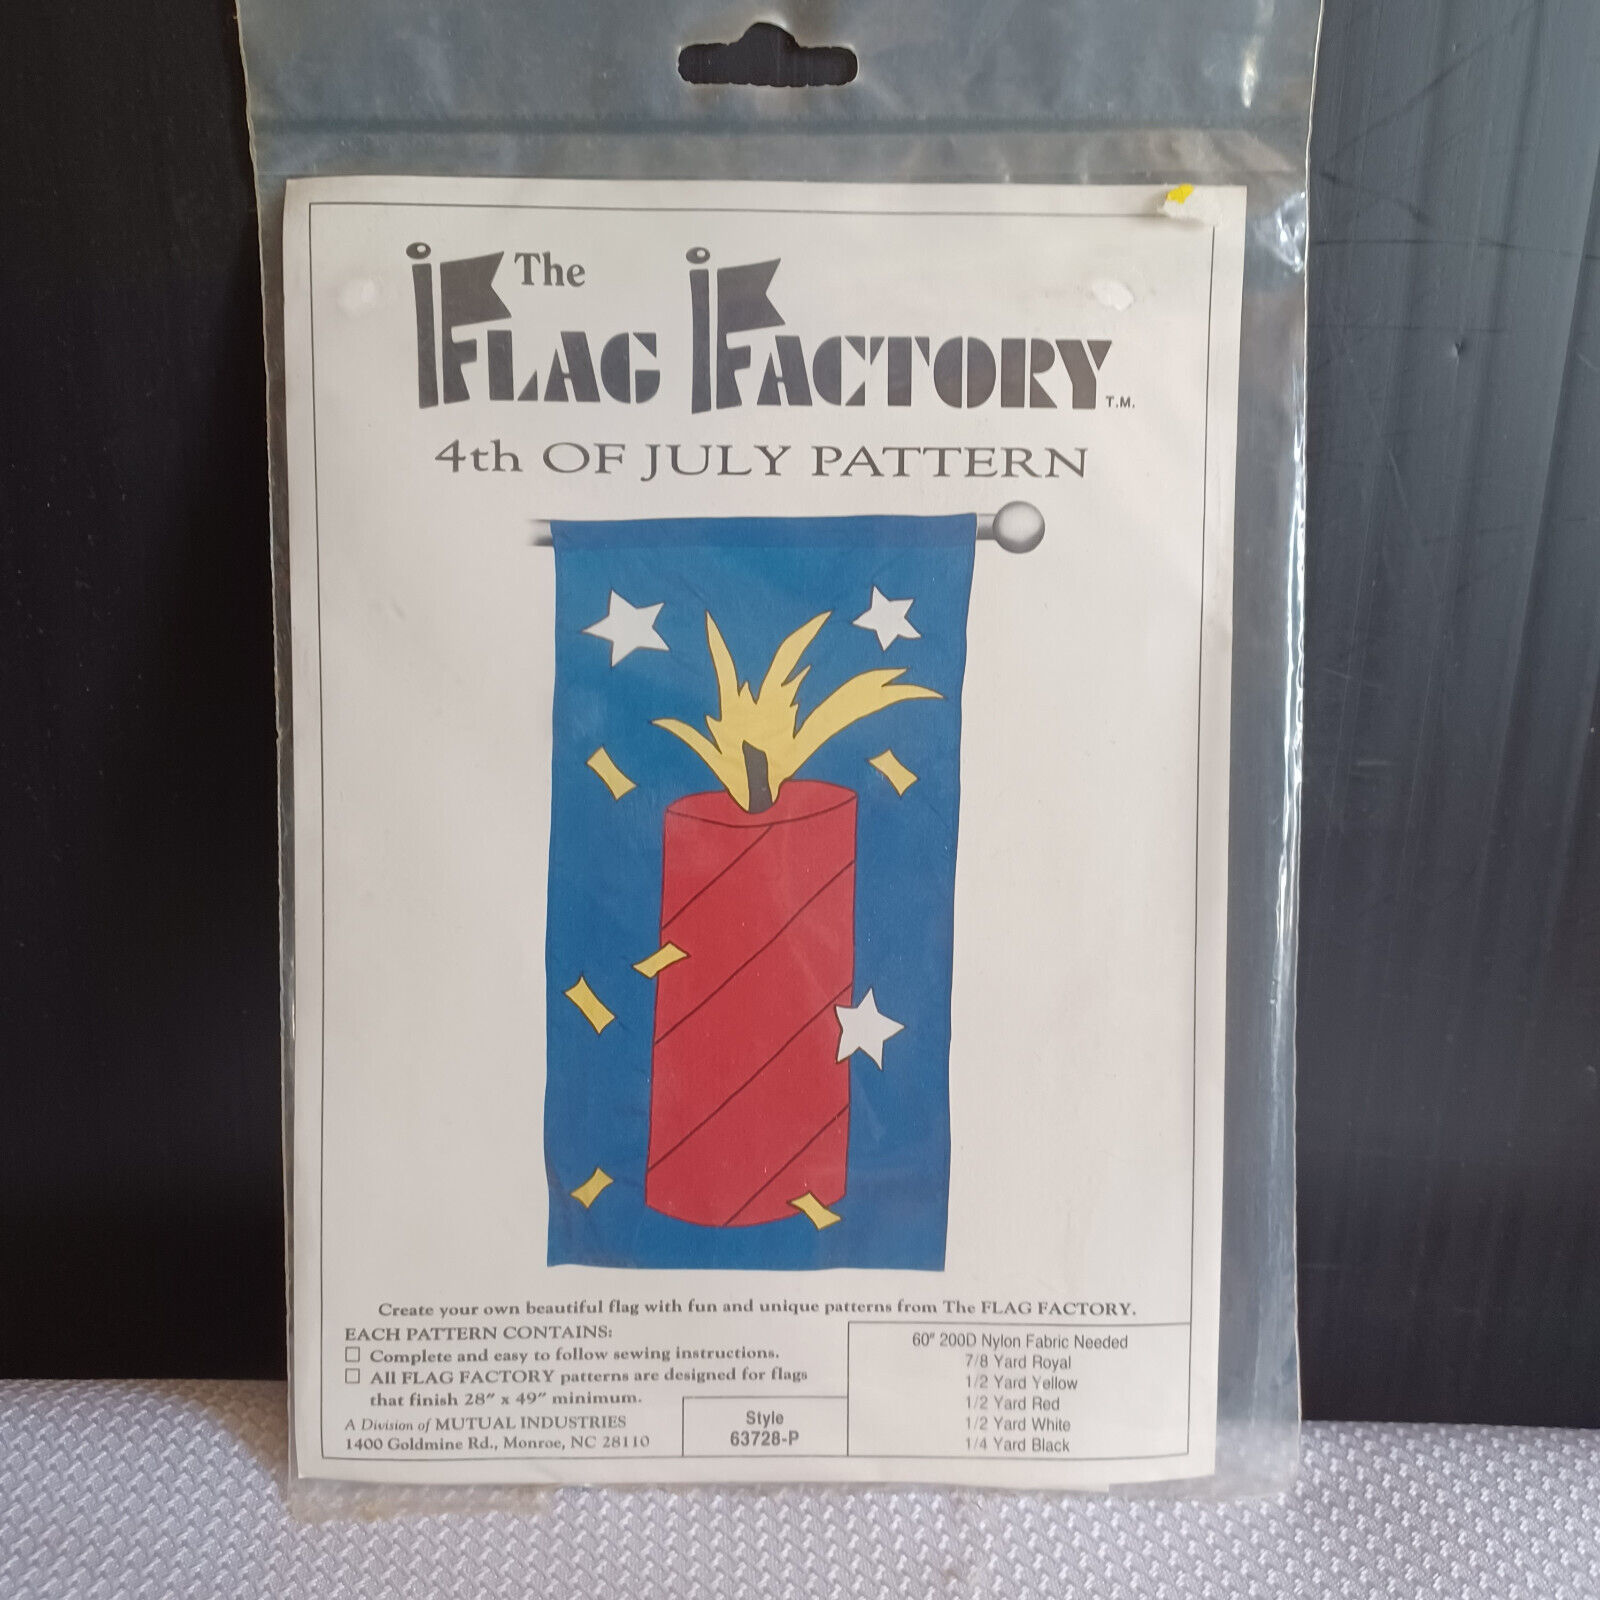 The
FLAG FACTORY T.M.
4th OF JULY PATTERN
Create your own beautiful flag with fun and unique patterns from The FLAG FACTORY.
EACH PATTERN CONTAINS:
☐ Complete and easy to follow sewing instructions.
☐ All FLAG FACTORY patterns are designed for flags
that finish 28" x 49" minimum.
A Division of MUTUAL INDUSTRIES
1400 Goldmine Rd., Monroe, NC 28110
Style
63728-P
60" 200D Nylon Fabric Needed
7/8 Yard Royal
1/2 Yard Yellow
1/2 Yard Red
1/2 Yard White
1/4 Yard Black